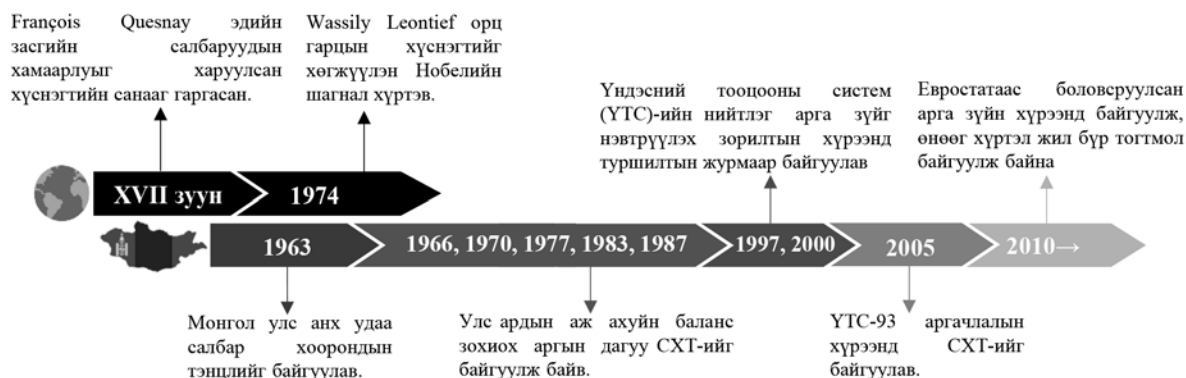 François Quesnay эдийн
засгийн салбаруудын
хамаарлыг харуулсан
хүснэгтийн санааг гаргасан.
Wassily Leontief орц
гарцын хүснэгтийг
хөгжүүлэн Нобелийн
шагнал хүртэв.
Үндэсний тооцооны систем
(ҮТС)-ийн нийтлэг арга зүйг
нэвтрүүлэх зорилтын хүрээнд
туршилтын журмаар байгуулав
Евростатаас боловсруулсан
арга зүйн хүрээнд байгуулж,
өнөөг хүртэл жил бүр тогтмол
байгуулж байна
XVII зуун
1974
1963
1966, 1970, 1977, 1983, 1987
1997, 2000
2005
2010→
Монгол улс анх удаа
салбар хоорондын
тэнцлийг байгуулав.
Улс ардын аж ахуйн баланс
зохиох аргын дагуу СХТ-ийг
байгуулж байв.
ҮТС-93 аргачлалын
хүрээнд СХТ-ийг
байгуулав.